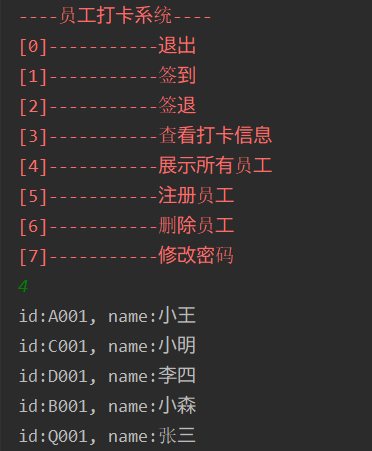 ----员工打卡系统----
[0]-----------退出
[1]-----------签到
[2]-----------签退
[3]-----------查看打卡信息
[4]-----------展示所有员工
[5]-----------注册员工
[6]-----------删除员工
[7]-----------修改密码
4
id:A001, name:小王
id:C001, name:小明
id:D001, name:李四
id:B001, name:小森
id:Q001, name:张三